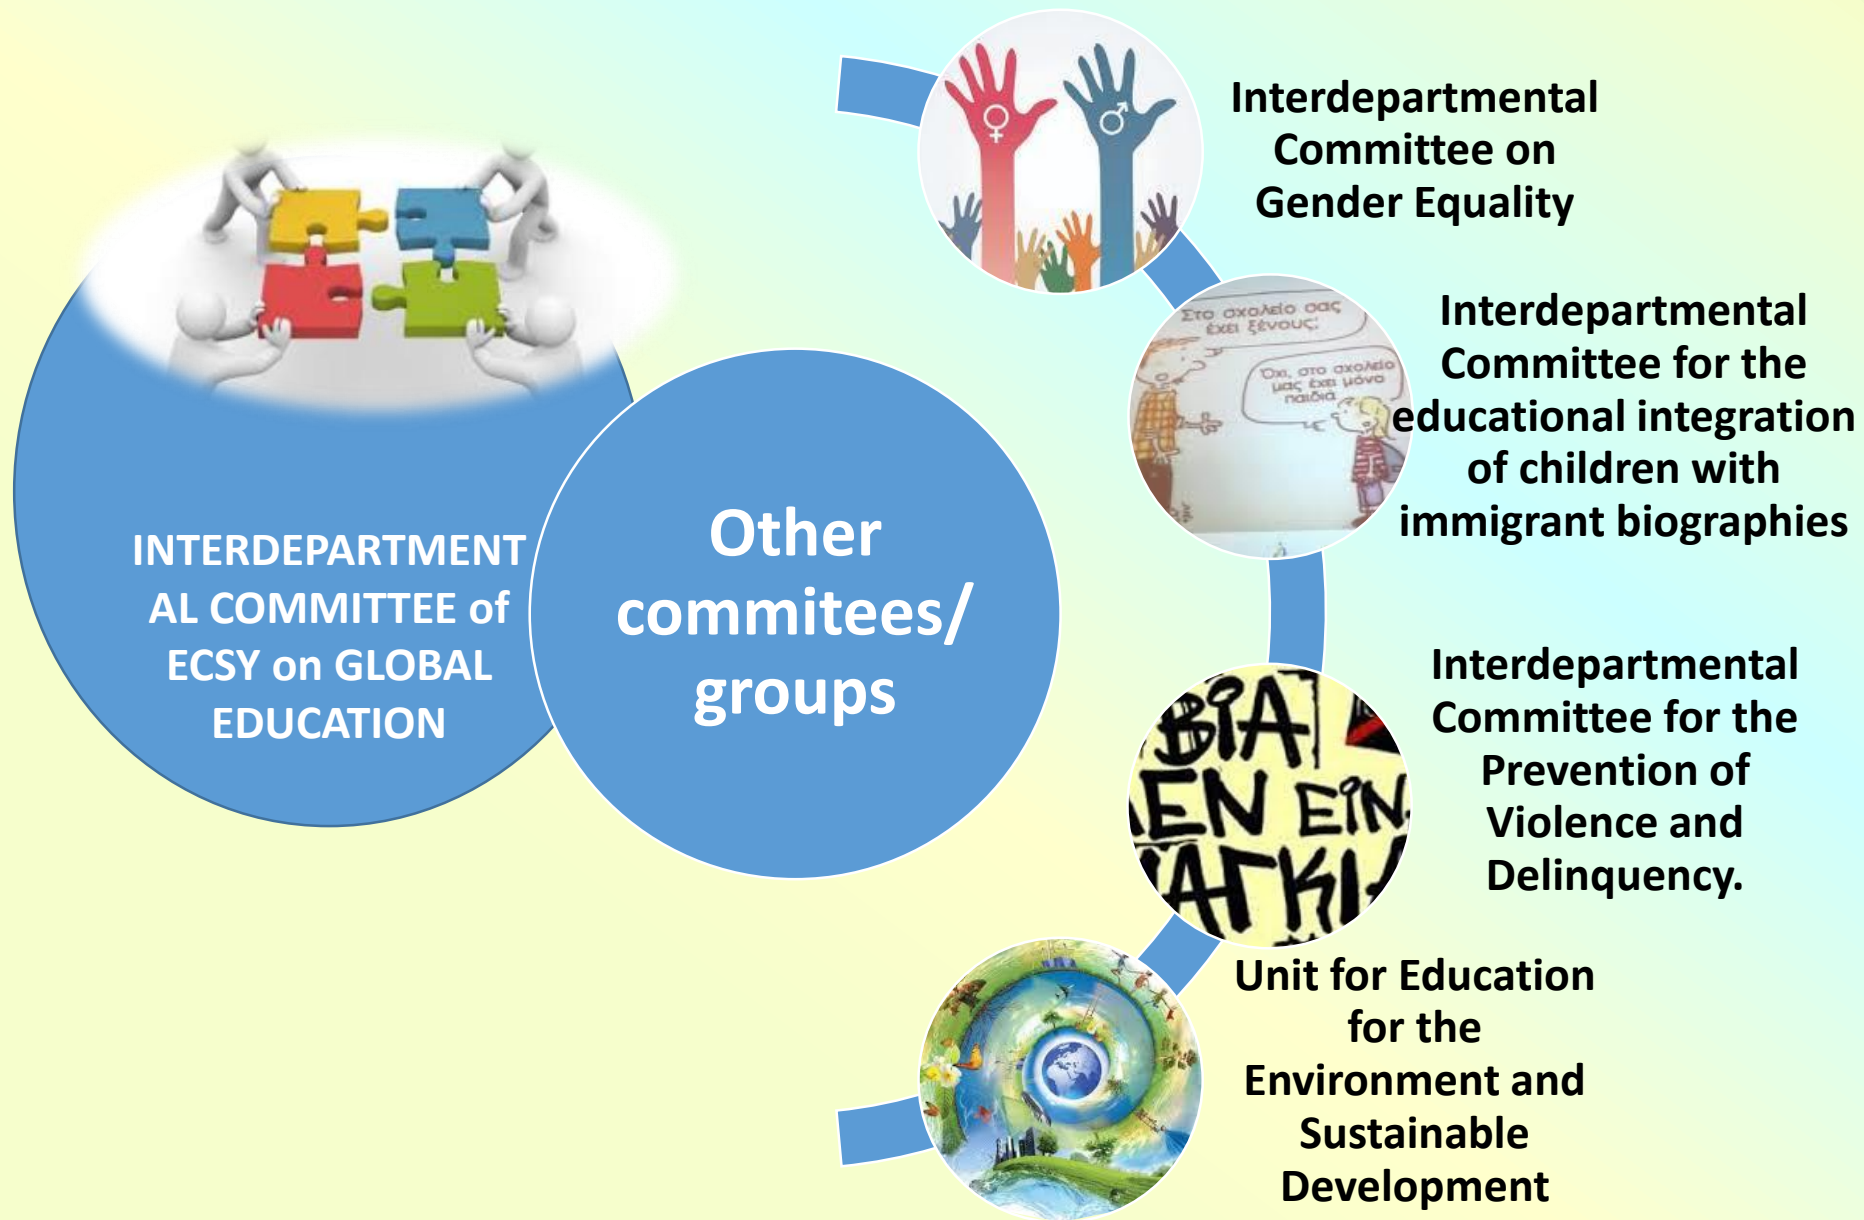 INTERDEPARTMENT
AL COMMITTEE of
ECSY on GLOBAL
EDUCATION
Other
commitees/
groups
Interdepartmental
Committee on
Gender Equality
Στο σχολείο σας
έχει ξένους;
Όχι, στο σχολείο
μας έχει μόνο
παιδιά
Interdepartmental
Committee for the
educational integration
of children with
immigrant biographies
ΒΙΑ
ΕΝ ΕΙΝ
ΑΓΚΙ
Interdepartmental
Committee for the
Prevention of
Violence and
Delinquency.
Unit for Education
for the
Environment and
Sustainable
Development